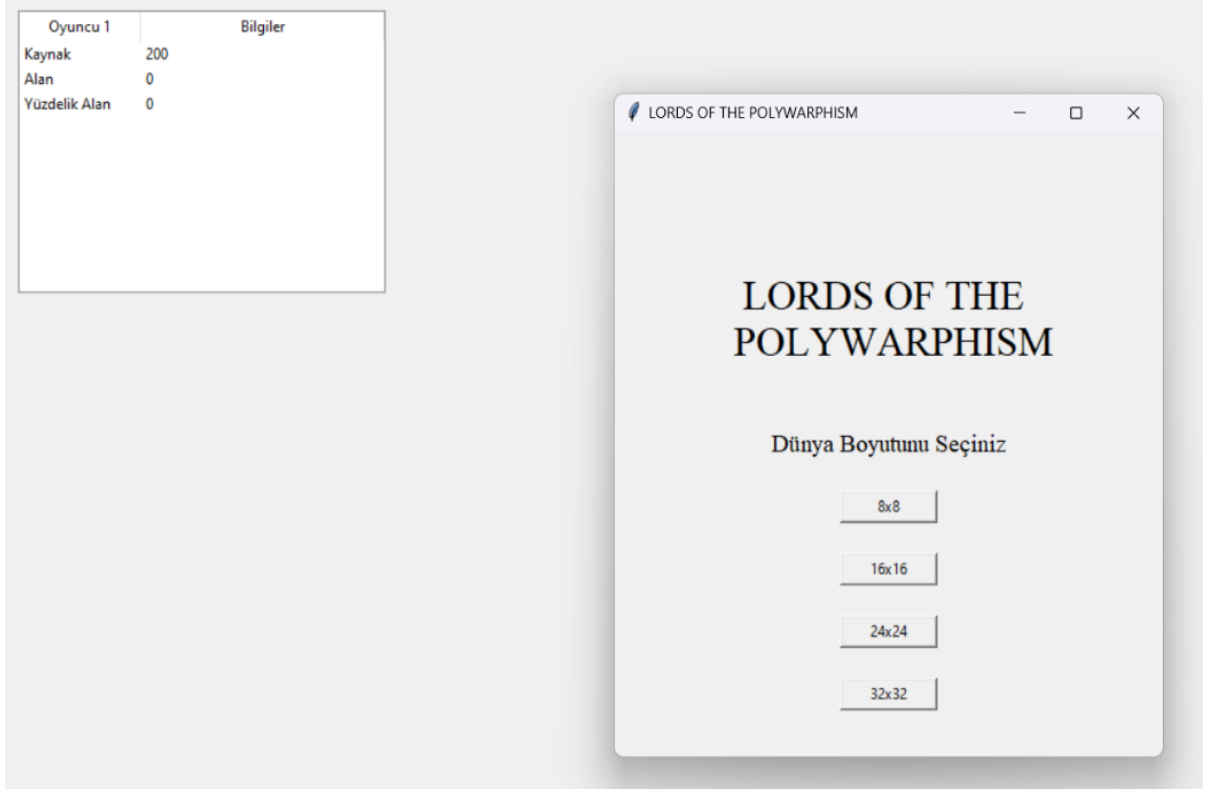 Oyuncu 1 Bilgiler
Kaynak 200
Alan 0
Yüzdelik Alan 0
LORDS OF THE POLYWARPHISM
LORDS OF THE
POLYWARPHISM
Dünya Boyutunu Seçiniz
8x8
16x16
24x24
32x32